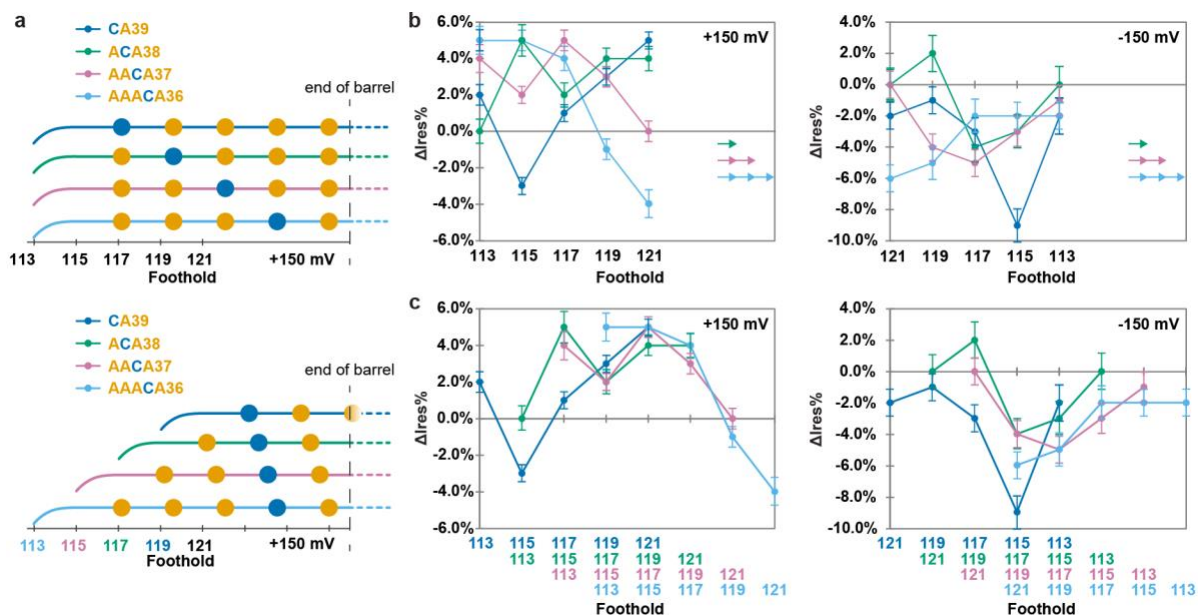 a
CA39
ACA38
AACA37
AAACA36
end of barrel
113 115 117 119 121 +150 mV
Foothold
CA39
ACA38
AACA37
AAACA36
end of barrel
113 115 117 119 121 +150 mV
Foothold
b
6.0%
4.0%
2.0%
0.0%
-2.0%
-4.0%
-6.0%
ΔIres%
+150 mV
113 115 117 119 121
Foothold
4.0%
2.0%
0.0%
-2.0%
-4.0%
-6.0%
-8.0%
-10.0%
ΔIres%
-150 mV
121 119 117 115 113
Foothold
c
6.0%
4.0%
2.0%
0.0%
-2.0%
-4.0%
-6.0%
ΔIres%
+150 mV
113 115 117 119 121
113 115 117 119 121
113 115 117 119 121
113 115 117 119 121
Foothold
4.0%
2.0%
0.0%
-2.0%
-4.0%
-6.0%
-8.0%
-10.0%
ΔIres%
-150 mV
121 119 117 115 113
121 119 117 115 113
121 119 117 115 113
121 119 117 115 113
Foothold